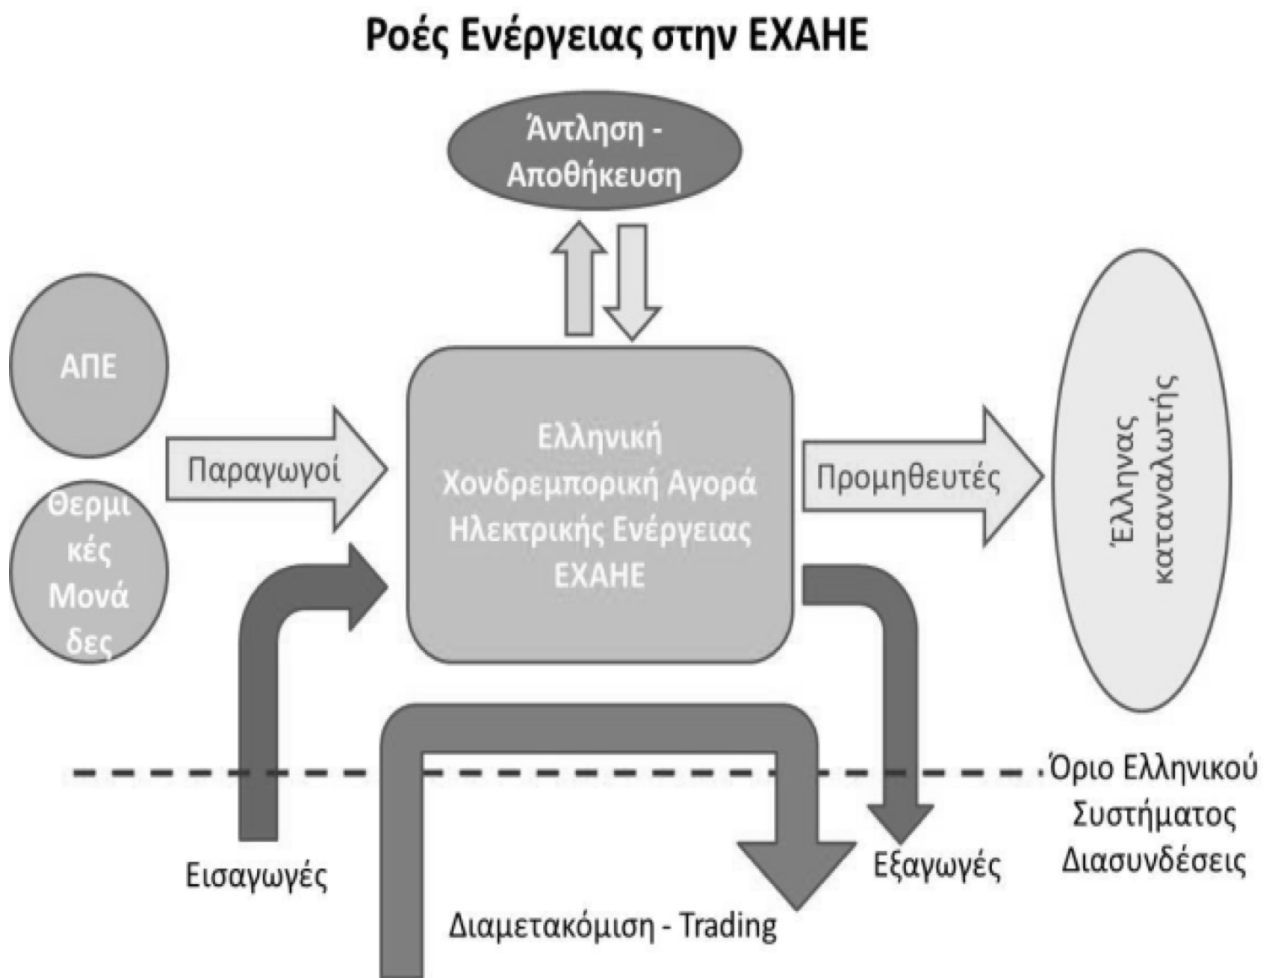 Ροές Ενέργειας στην ΕΧΑΗΕ
Άντληση -
Αποθήκευση
ΑΠΕ
Θερμι
κές
Μονά
δες
Παραγωγοί
Ελληνική
Χονδρεμπορική Αγορά
Ηλεκτρικής Ενέργειας
ΕΧΑΗΕ
Προμηθευτές
Έλληνας
καταναλωτής
Εισαγωγές
Διαμετακόμιση - Trading
Εξαγωγές
Όριο Ελληνικού
Συστήματος
Διασυνδέσεις